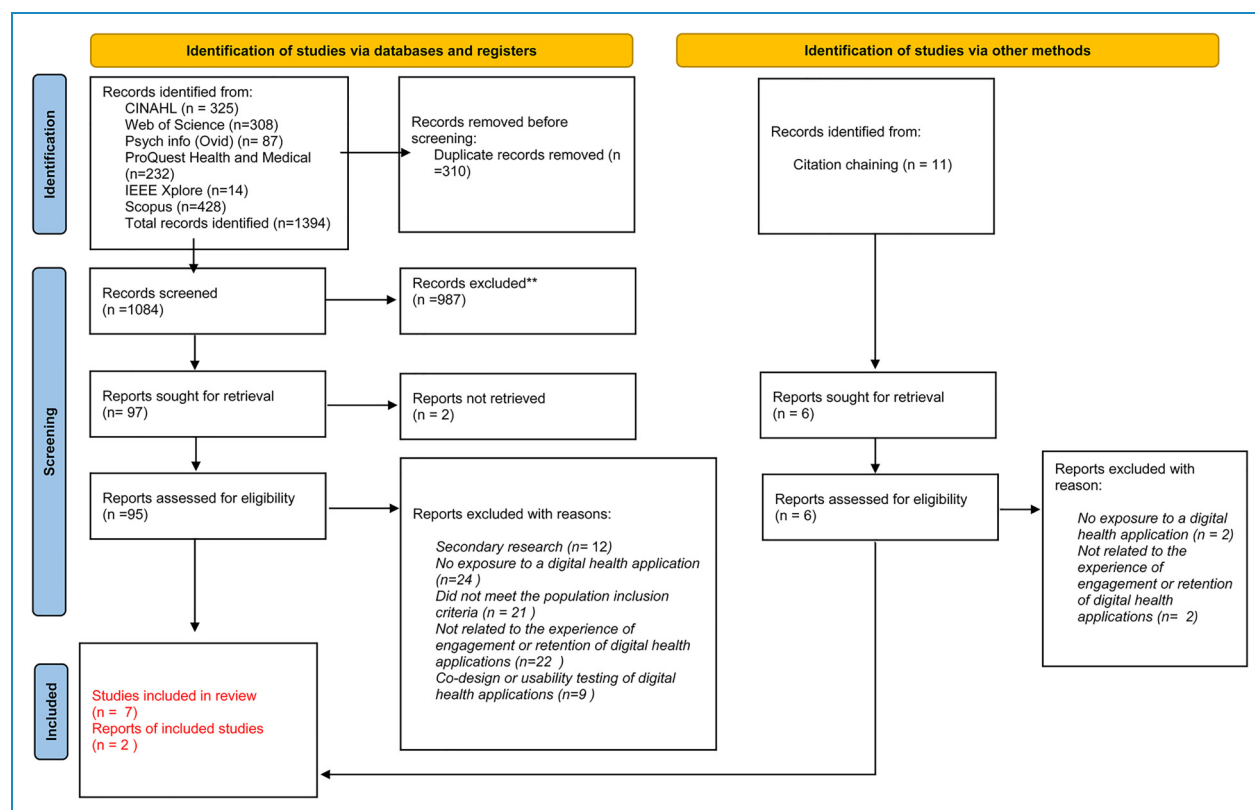 Identification of studies via databases and registers
Identification of studies via other methods
Identification
Records identified from:
CINAHL (n = 325)
Web of Science (n=308)
Psych info (Ovid) (n= 87)
ProQuest Health and Medical
(n=232)
IEEE Xplore (n=14)
Scopus (n=428)
Total records identified (n=1394)
Records removed before
screening:
Duplicate records removed (n
=310)
Records identified from:
Citation chaining (n = 11)
Screening
Records screened
(n =1084)
Records excluded**
(n =987)
Reports sought for retrieval
(n= 97)
Reports not retrieved
(n = 2)
Reports sought for retrieval
(n = 6)
Reports assessed for eligibility
(n =95)
Reports excluded with reasons:
Secondary research (n= 12)
No exposure to a digital health application
(n=24 )
Did not meet the population inclusion
criteria (n = 21 )
Not related to the experience of
engagement or retention of digital health
applications (n=22 )
Co-design or usability testing of digital
health applications (n=9 )
Reports assessed for eligibility
(n = 6)
Reports excluded with
reason:
No exposure to a digital
health application (n = 2)
Not related to the
experience of
engagement or retention
of digital health
applications (n= 2)
Included
Studies included in review
(n = 7)
Reports of included studies
(n = 2 )